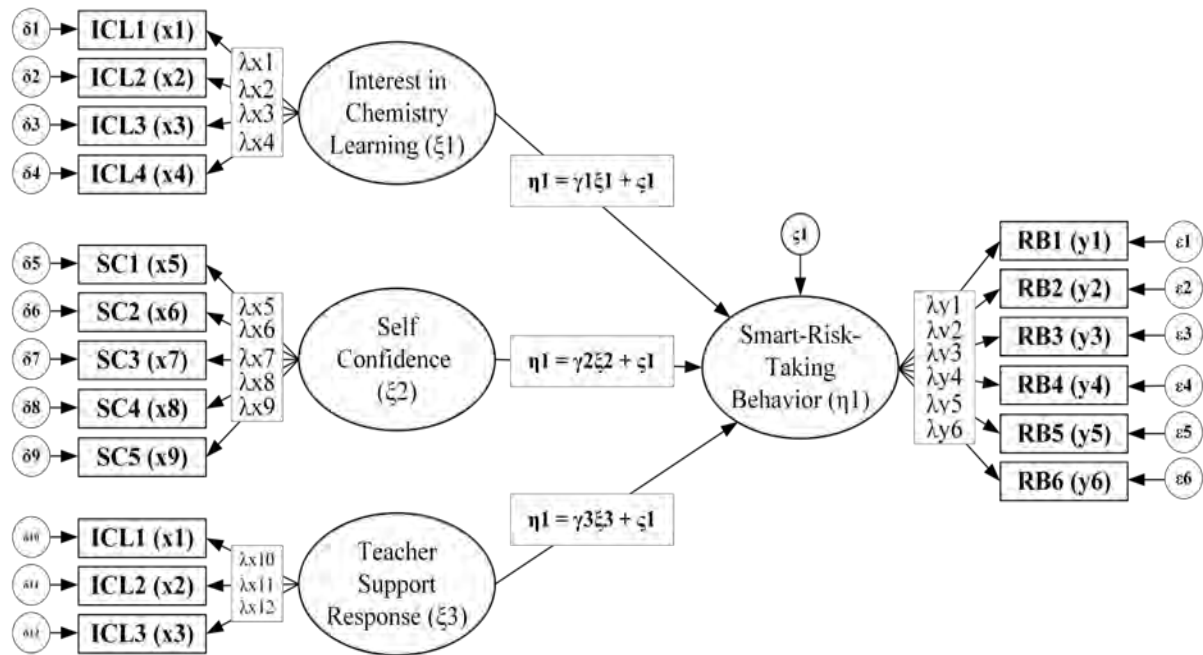 δ1
ICL1 (x1)
δ2
ICL2 (x2)
δ3
ICL3 (x3)
δ4
ICL4 (x4)
λx1
λx2
λx3
λx4
Interest in
Chemistry
Learning (ξ1)
η1 = γ1ξ1 + ς1
δ5
SC1 (x5)
δ6
SC2 (x6)
δ7
SC3 (x7)
δ8
SC4 (x8)
δ9
SC5 (x9)
λx5
λx6
λx7
λx8
λx9
Self
Confidence
(ξ2)
η1 = γ2ξ2 + ς1
δ10
ICL1 (x1)
δ11
ICL2 (x2)
δ12
ICL3 (x3)
λx10
λx11
λx12
Teacher
Support
Response (ξ3)
η1 = γ3ξ3 + ς1
ς1
Smart-Risk-
Taking
Behavior (η1)
λy1
λy2
λy3
λy4
λy5
λy6
RB1 (y1)
ε1
RB2 (y2)
ε2
RB3 (y3)
ε3
RB4 (y4)
ε4
RB5 (y5)
ε5
RB6 (y6)
ε6